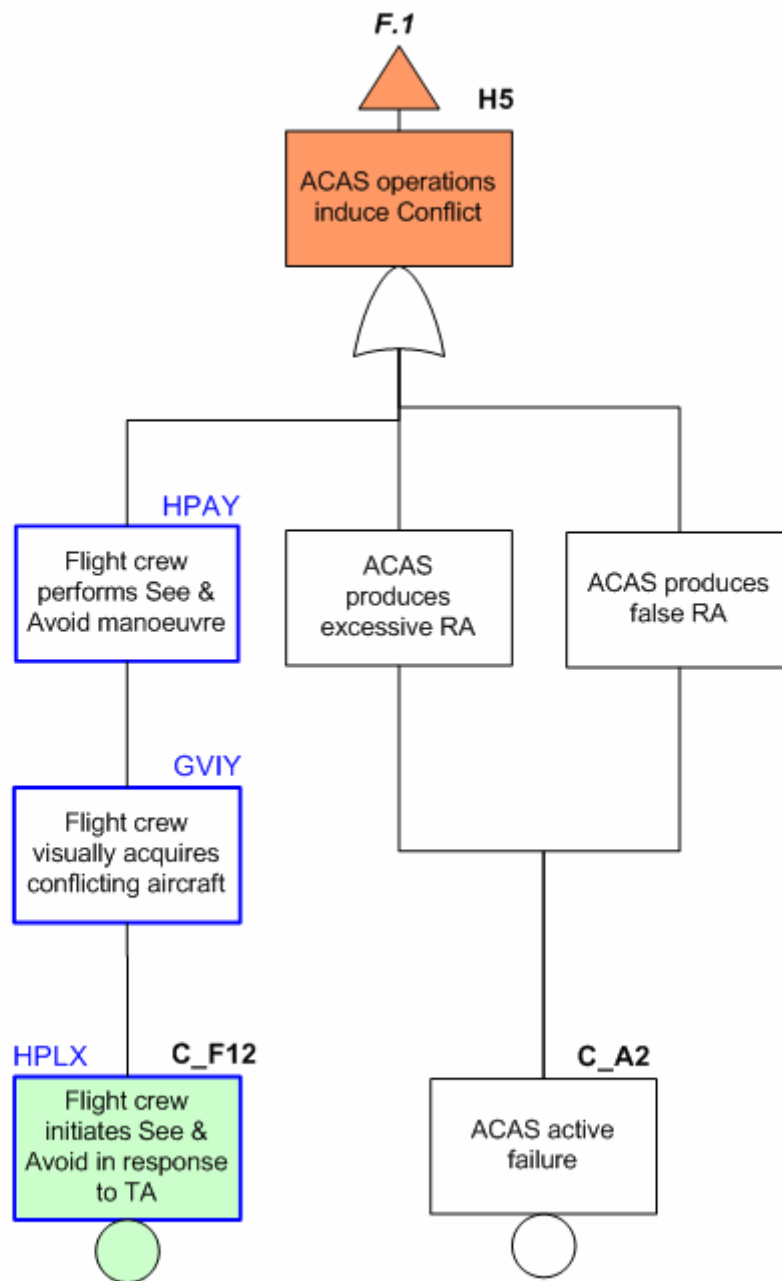 F.1
H5
ACAS operations
induce Conflict
HPAY
Flight crew
performs See &
Avoid manoeuvre
ACAS
produces
excessive RA
ACAS produces
false RA
GVIY
Flight crew
visually acquires
conflicting aircraft
HPLX
C_F12
Flight crew
initiates See &
Avoid in response
to TA
C_A2
ACAS active
failure